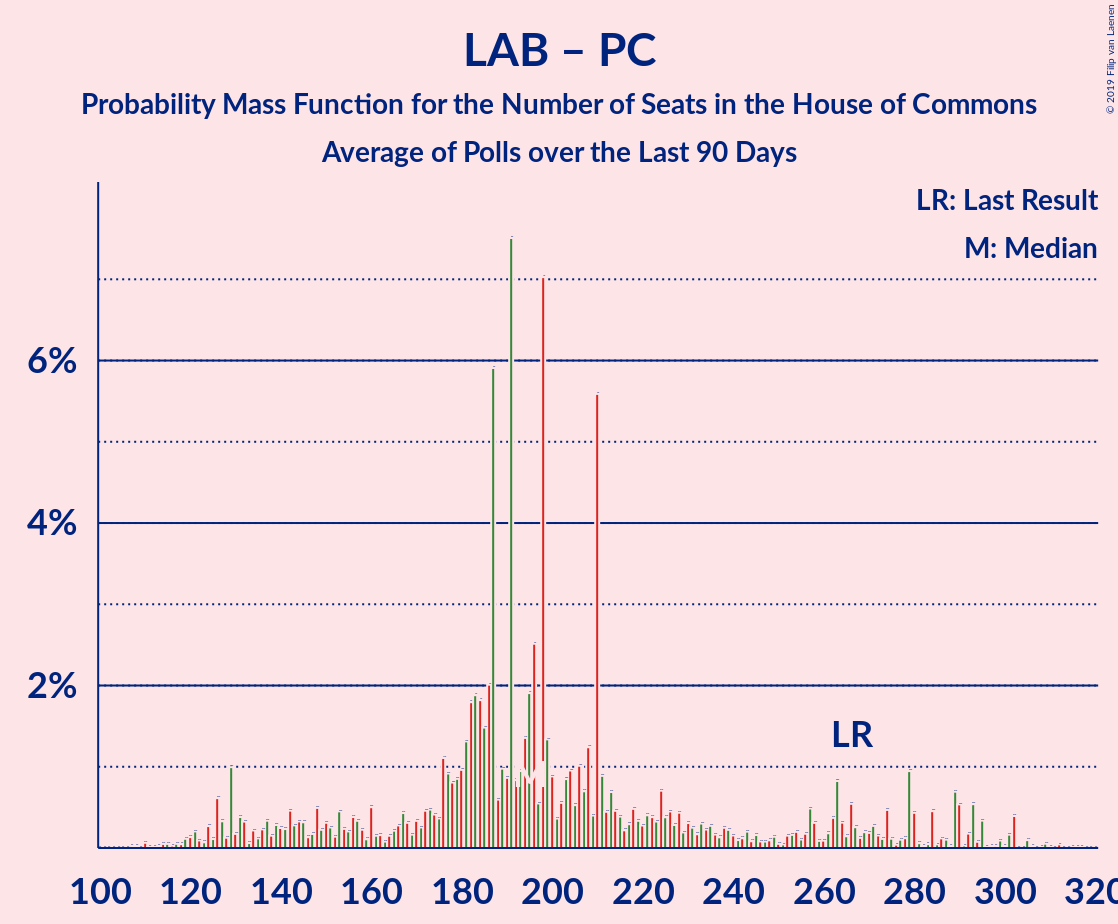 LAB – PC
Probability Mass Function for the Number of Seats in the House of Commons
Average of Polls over the Last 90 Days
© 2019 Filip van Laenen
LR: Last Result
M: Median
6%
4%
2%
LR
100 120 140 160 180 200 220 240 260 280 300 320